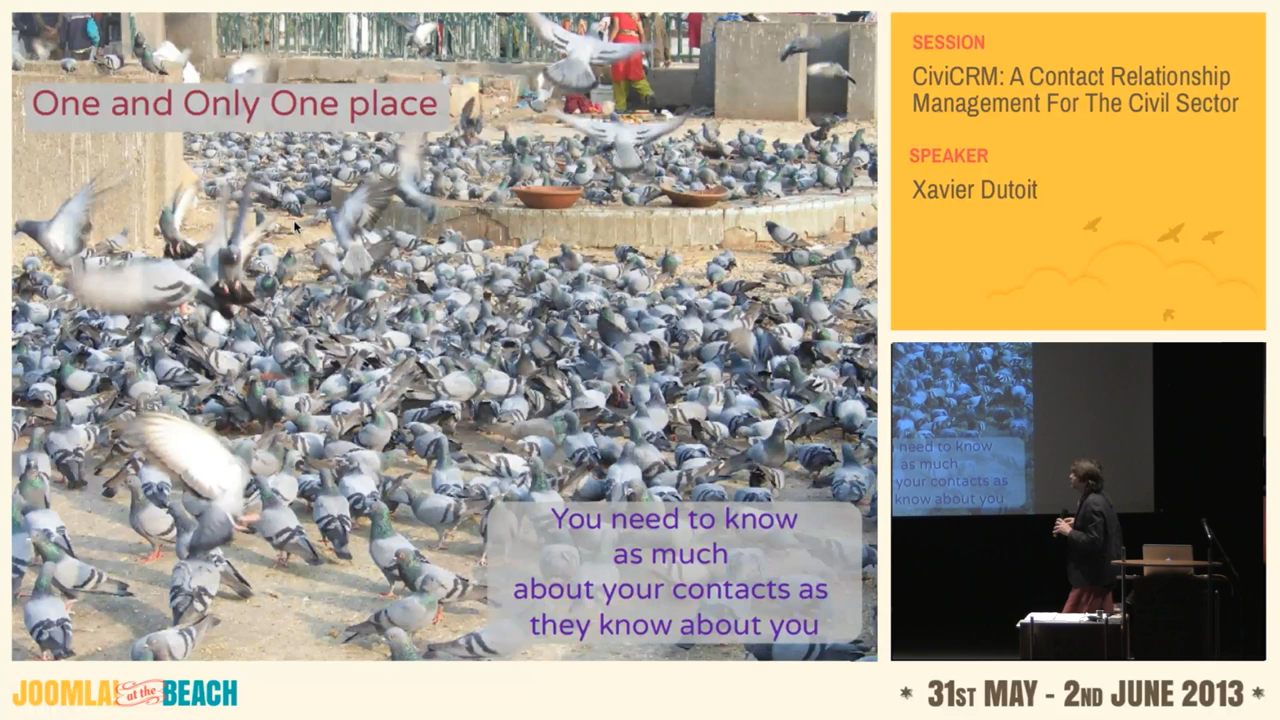 One and Only One place
You need to know
as much
about your contacts as
they know about you
SESSION
CiviCRM: A Contact Relationship
Management For The Civil Sector
SPEAKER
Xavier Dutoit
need to know
as much
your contacts as
know about you
JOOMLA! at the BEACH
* 31ST MAY - 2ND JUNE 2013 *